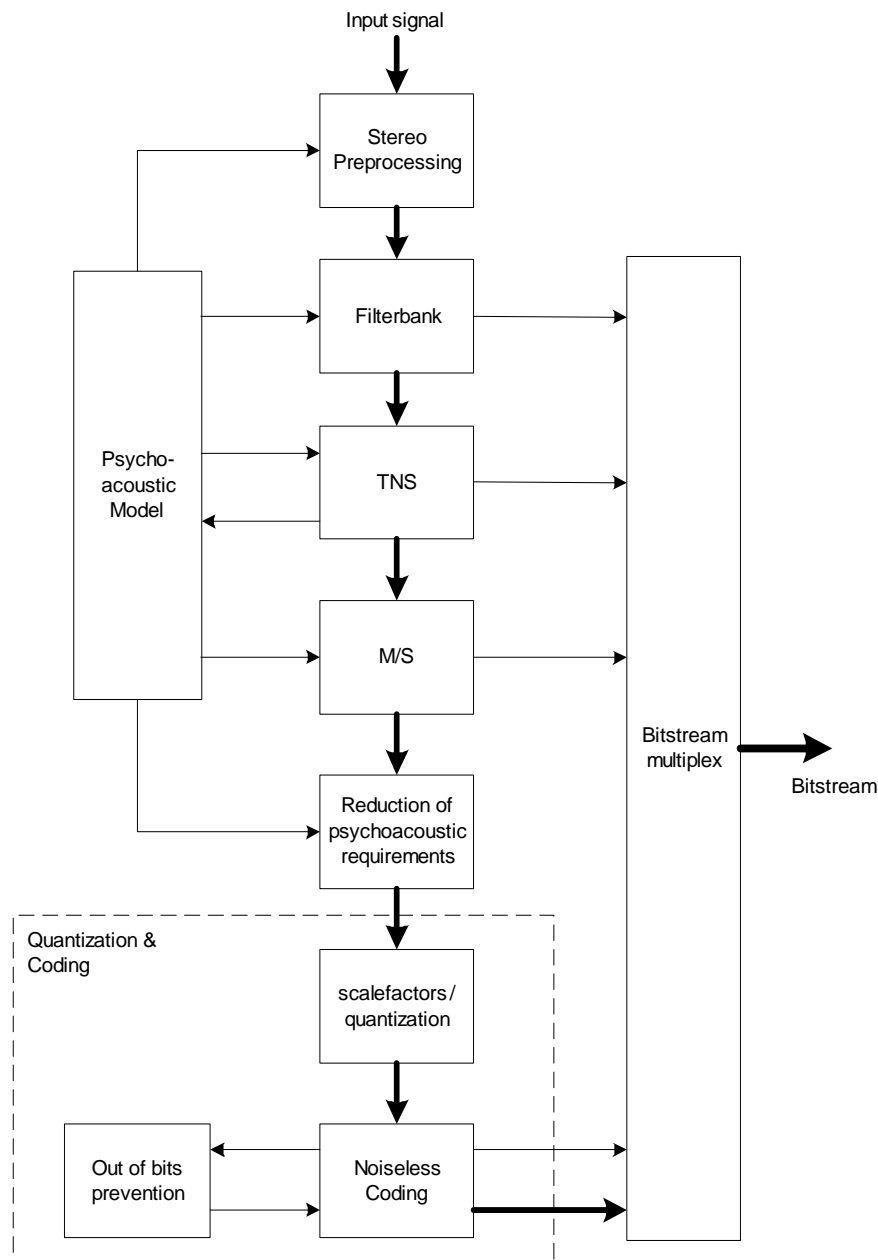 Input signal
Stereo
Preprocessing
Filterbank
Psycho-
acoustic
Model
TNS
M/S
Bitstream
multiplex
Bitstream
Reduction of
psychoacoustic
requirements
Quantization &
Coding
scalefactors/
quantization
Out of bits
prevention
Noiseless
Coding